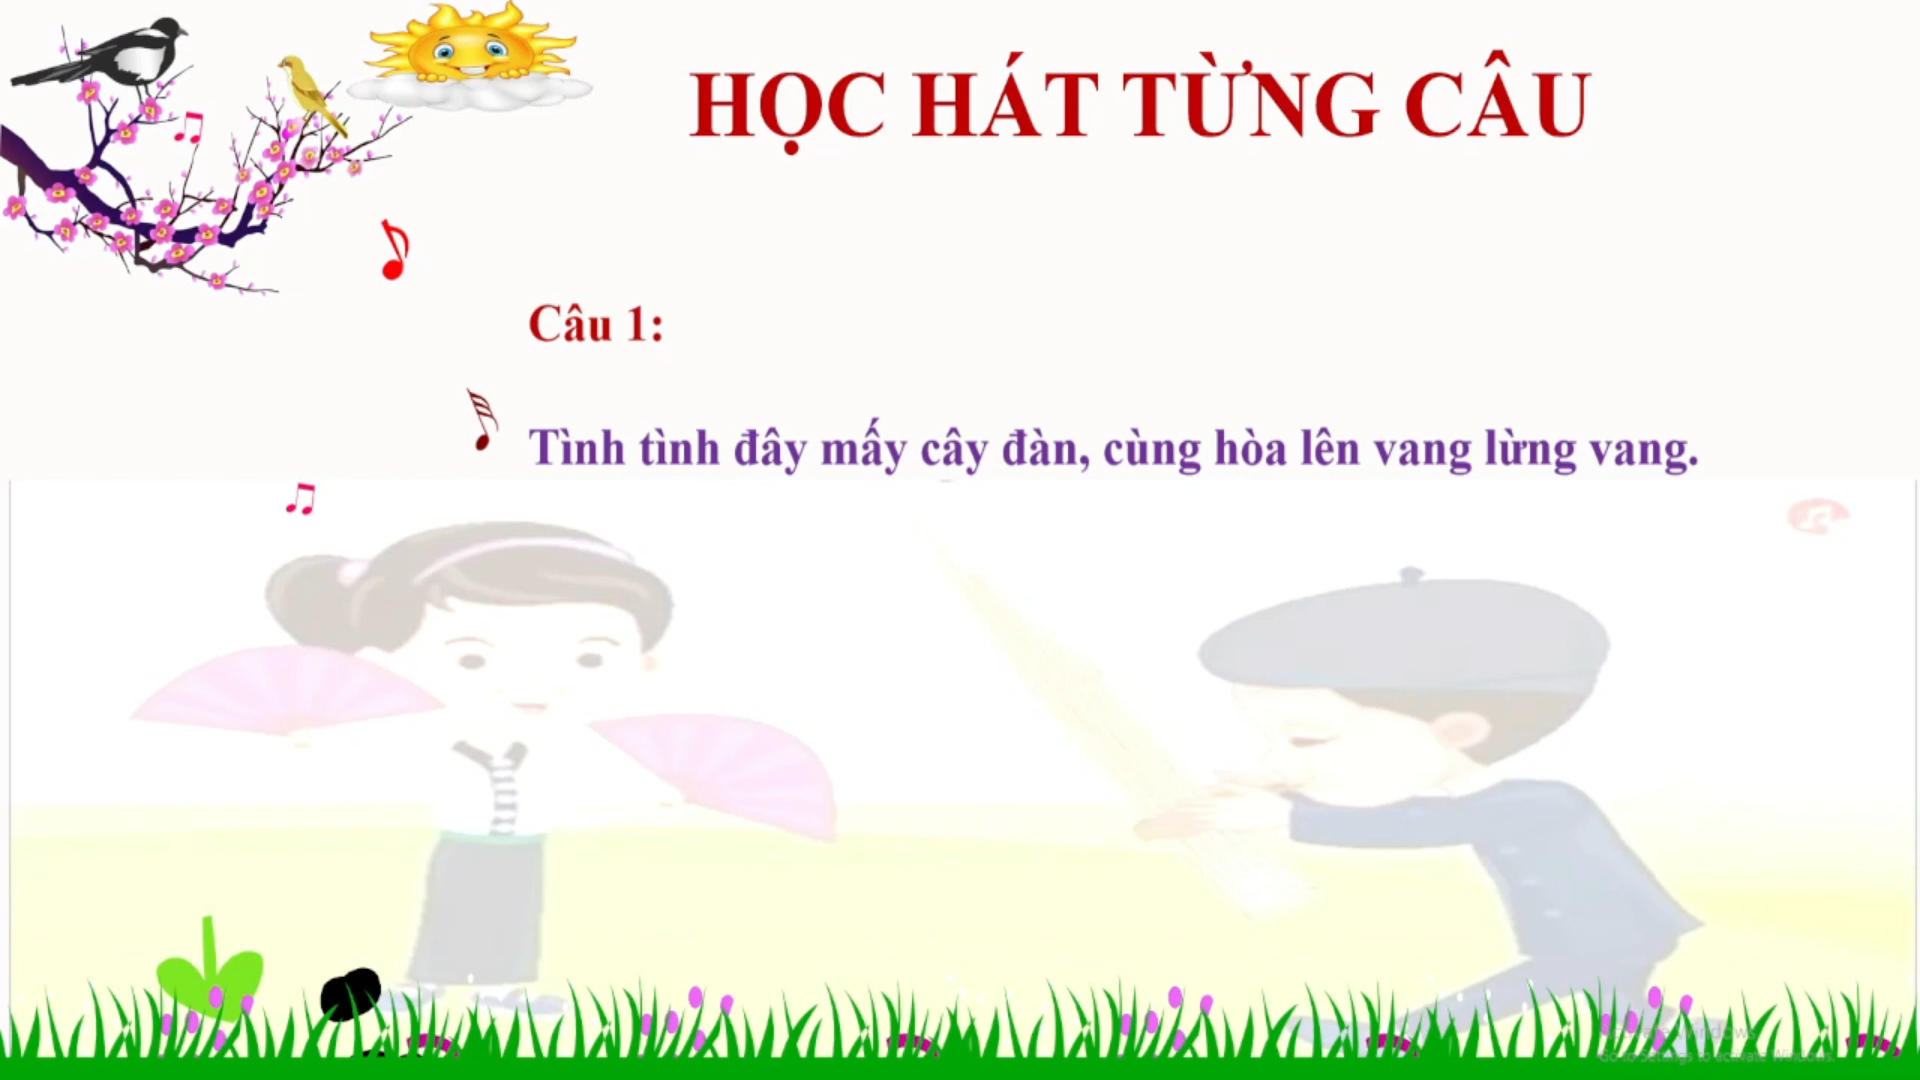 HỌC HÁT TỪNG CÂU
Câu 1:
Tình tình đây mấy cây đàn, cùng hòa lên vang lừng vang.